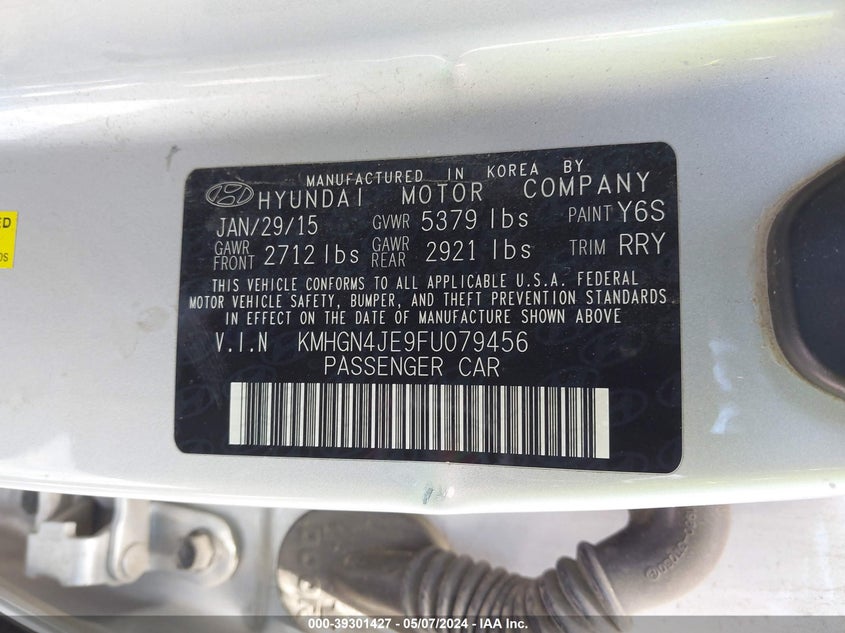 MANUFACTURED IN KOREA BY
HYUNDAI MOTOR COMPANY
JAN/29/15 GVWR 5379 lbs PAINT Y6S
GAWR FRONT 2712 lbs GAWR REAR 2921 lbs TRIM RRY
THIS VEHICLE CONFORMS TO ALL APPLICABLE U.S.A. FEDERAL
MOTOR VEHICLE SAFETY, BUMPER, AND THEFT PREVENTION STANDARDS
IN EFFECT ON THE DATE OF MANUFACTURE SHOWN ABOVE
V.I.N KMHGN4JE9FU079456
PASSENGER CAR
000-39301427 - 05/07/2024 - IAA Inc.